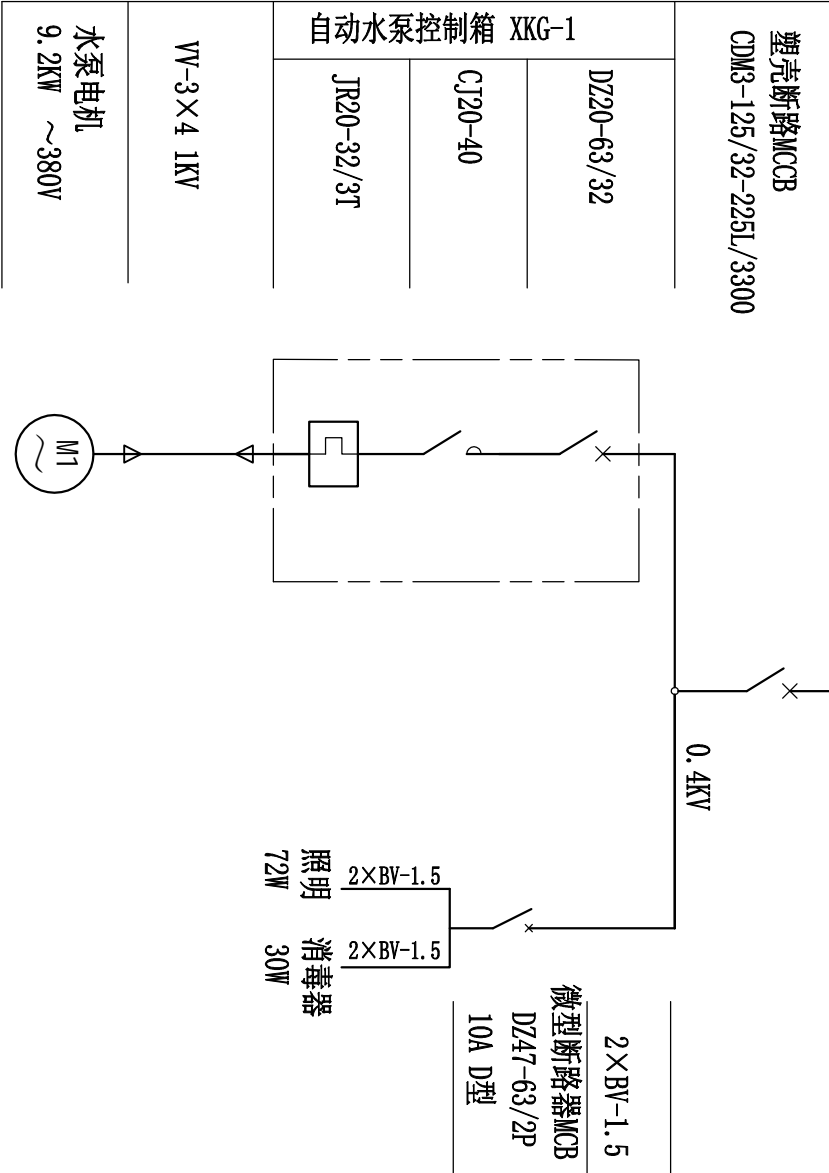 塑壳断路MCCB
CDM3-125/32-225L/3300
自动水泵控制箱 XKG-1
DZ20-63/32
CJ20-40
JR20-32/3T
VV-3×4 1KV
水泵电机
9.2KW ～380V
M1
～
0.4KV
2×BV-1.5
照明
72W
2×BV-1.5
消毒器
30W
2×BV-1.5
微型断路器MCB
DZ47-63/2P
10A D型